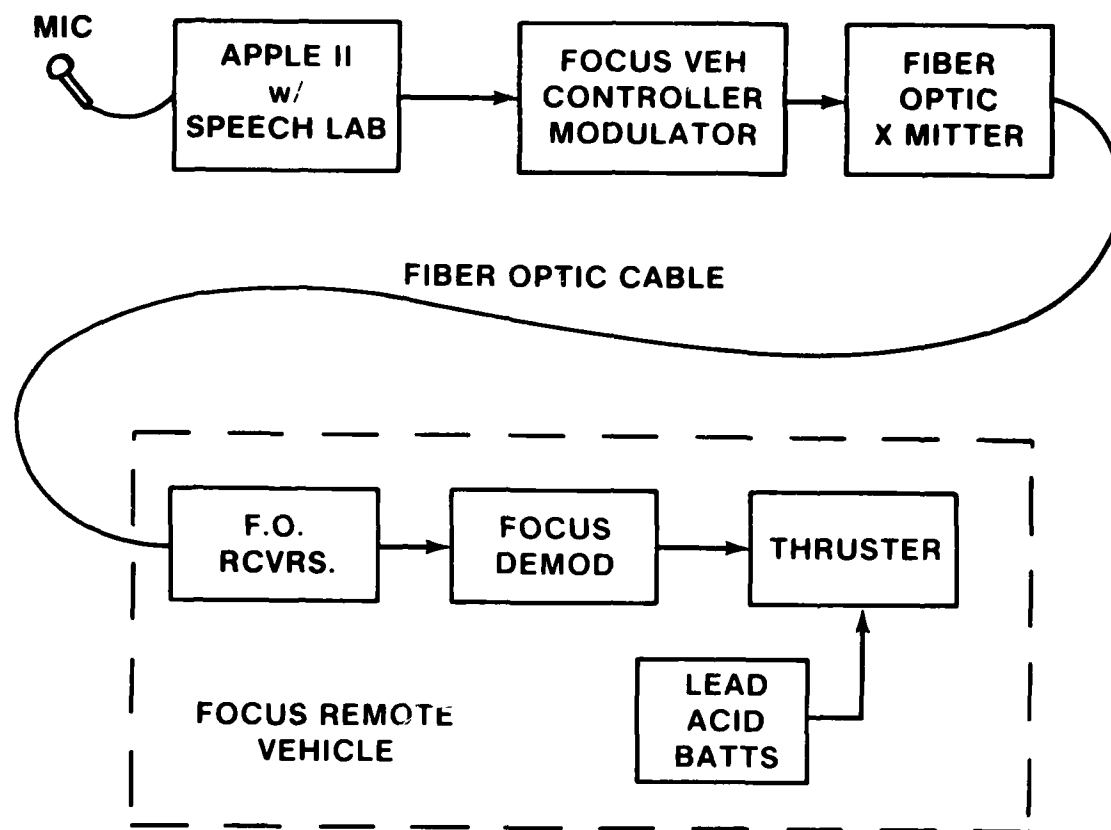 MIC
APPLE II
w/
SPEECH LAB
FOCUS VEH
CONTROLLER
MODULATOR
FIBER
OPTIC
X MITTER
FIBER OPTIC CABLE
F.O.
RCVRS.
FOCUS
DEMOD
THRUSTER
LEAD
ACID
BATTS
FOCUS REMOTE
VEHICLE